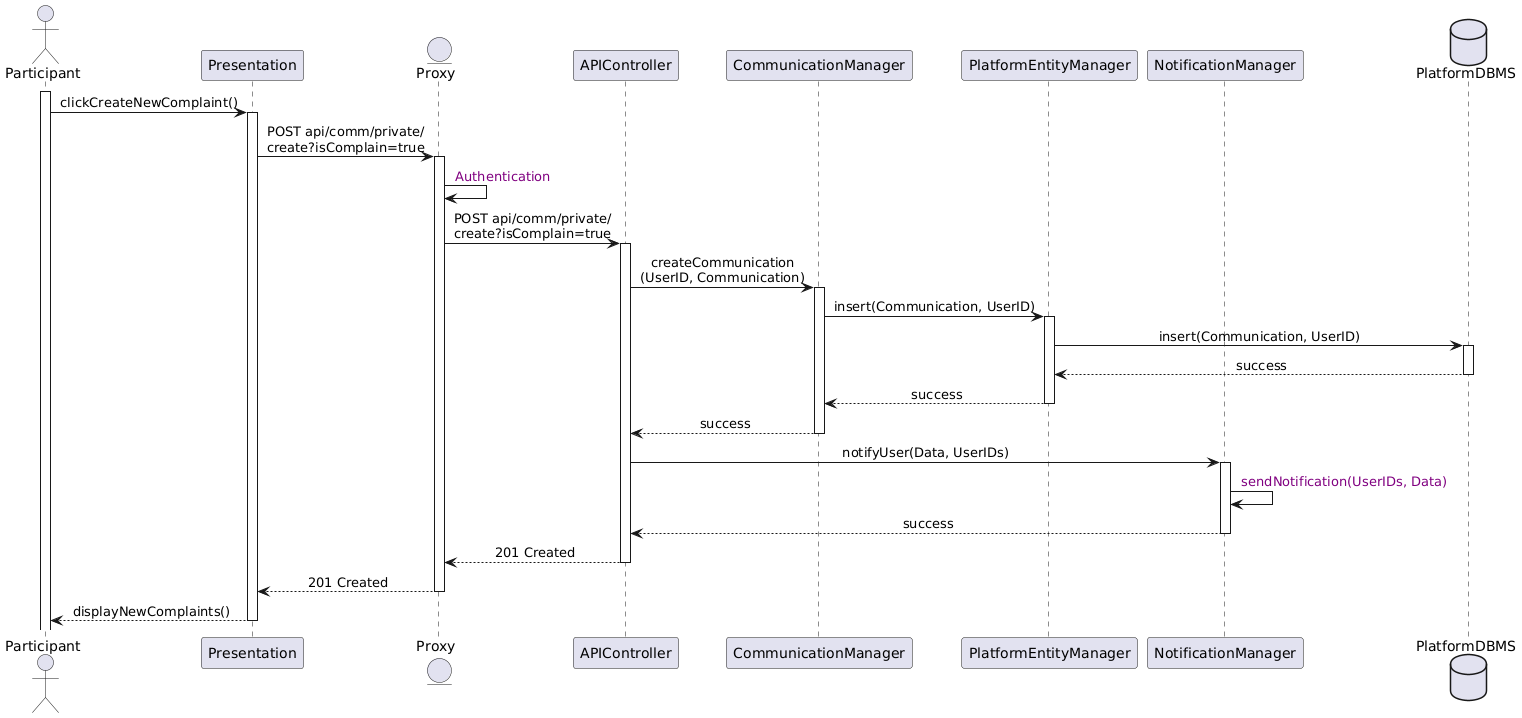 Participant
Presentation
Proxy
APIController
CommunicationManager
PlatformEntityManager
NotificationManager
PlatformDBMS
clickCreateNewComplaint()
POST api/comm/private/
create?isComplain=true
Authentication
POST api/comm/private/
create?isComplain=true
createCommunication
(UserID, Communication)
insert(Communication, UserID)
insert(Communication, UserID)
success
success
success
notifyUser(Data, UserIDs)
sendNotification(UserIDs, Data)
success
201 Created
201 Created
displayNewComplaints()
Participant
Presentation
Proxy
APIController
CommunicationManager
PlatformEntityManager
NotificationManager
PlatformDBMS